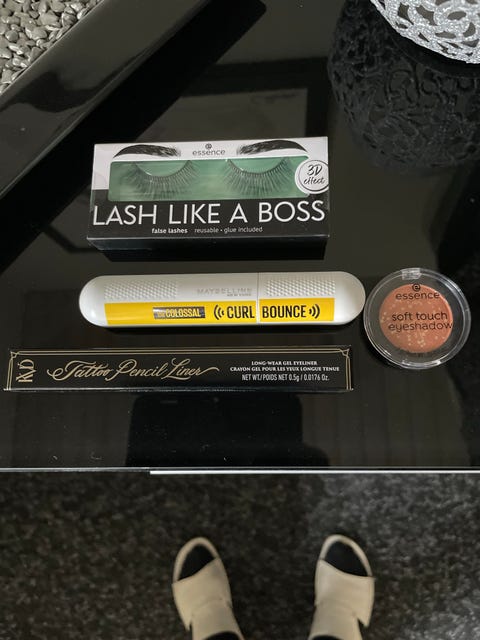 essence
3D
effect
LASH LIKE A BOSS
false lashes reusable • glue included
MAYBELLINE
NEW YORK
COLOSSAL CURL BOUNCE
essence
soft touch
eyeshadow
KVD
Tattoo Pencil Liner
LONG-WEAR GEL EYELINER
CRAYON GEL POUR LES YEUX LONGUE TENUE
NET WT./POIDS NET 0.5g / 0.0176 Oz.